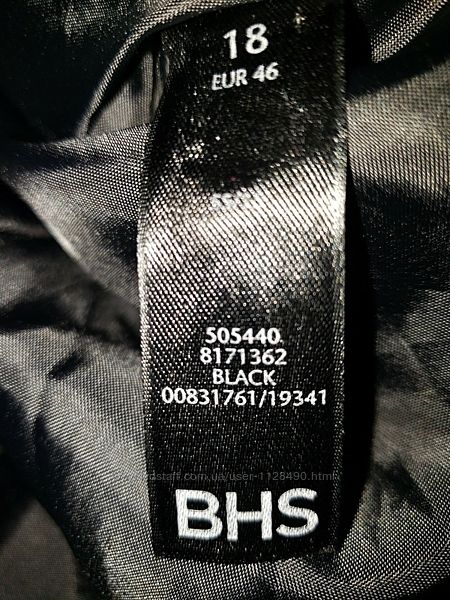 18
EUR 46
505440.
8171362
BLACK
00831761/19341
BHS